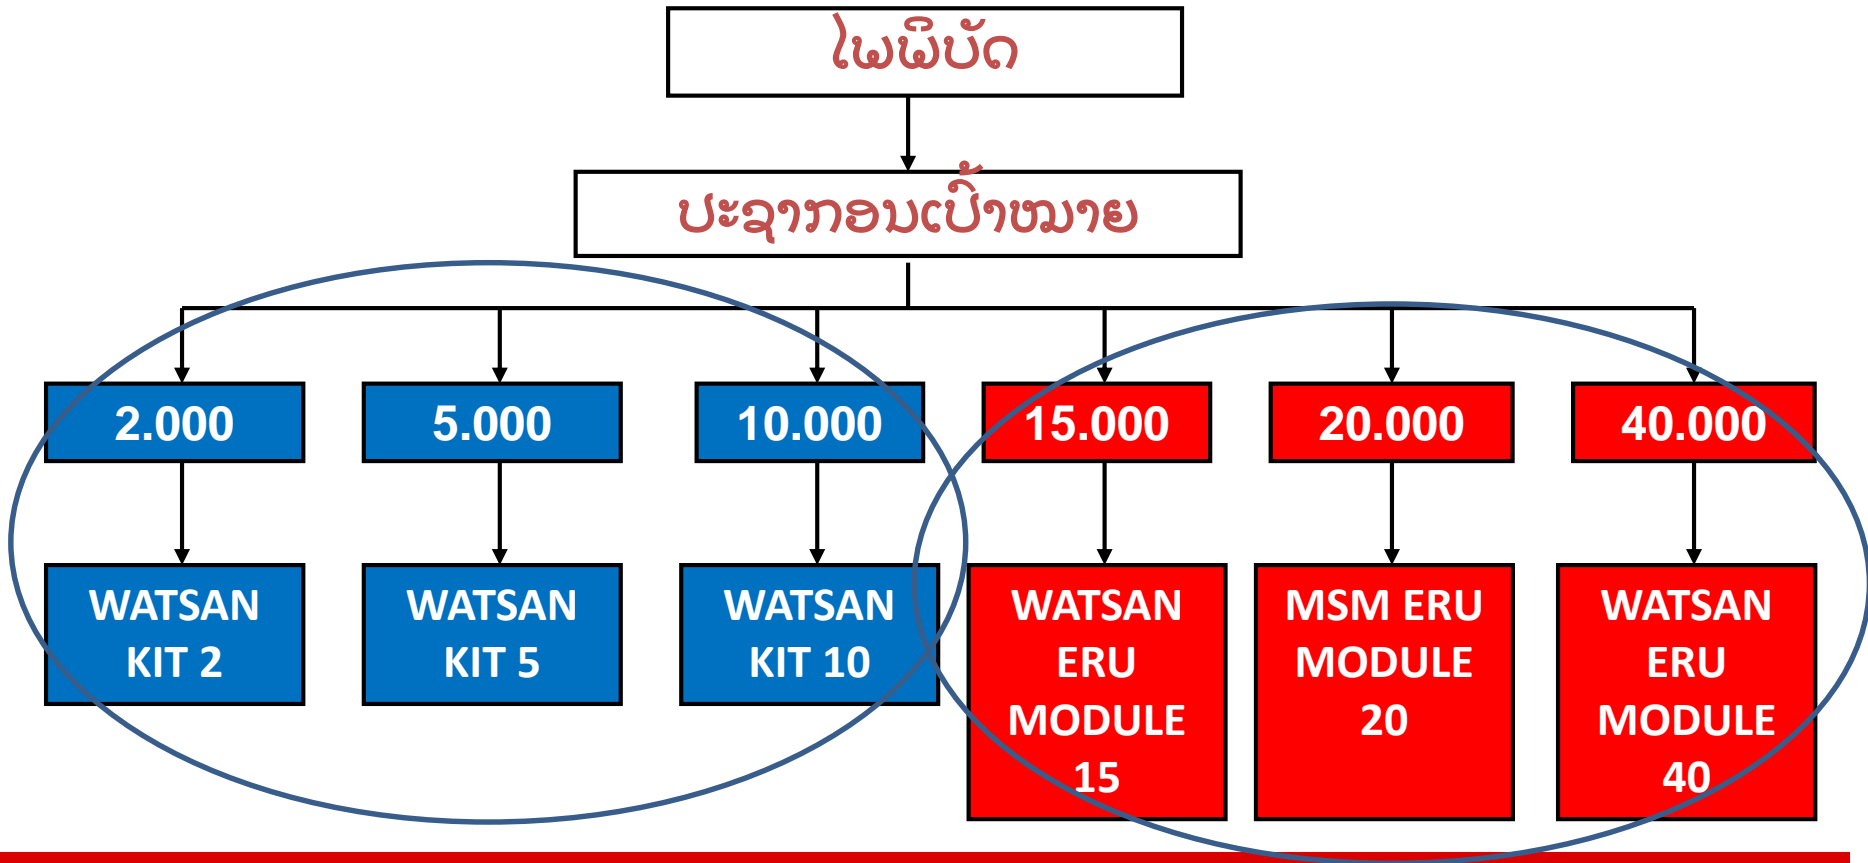 ໄພພິບັດ
ປະຊາກອນເປົ້າໝາຍ
2.000
5.000
10.000
15.000
20.000
40.000
WATSAN
KIT 2
WATSAN
KIT 5
WATSAN
KIT 10
WATSAN
ERU
MODULE
15
MSM ERU
MODULE
20
WATSAN
ERU
MODULE
40